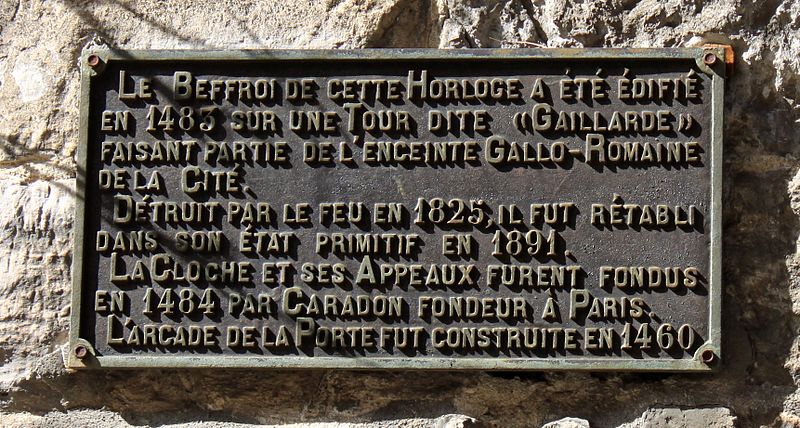 Le Beffroi de cette Horloge a été édifié
en 1483 sur une Tour dite «Gaillarde»
faisant partie de l'enceinte Gallo-Romaine
de la Cité.
Détruit par le feu en 1825, il fut rétabli
dans son état primitif en 1891.
La Cloche et ses Appeaux furent fondus
en 1484 par Caradon fondeur à Paris.
L'arcade de la Porte fut construite en 1460